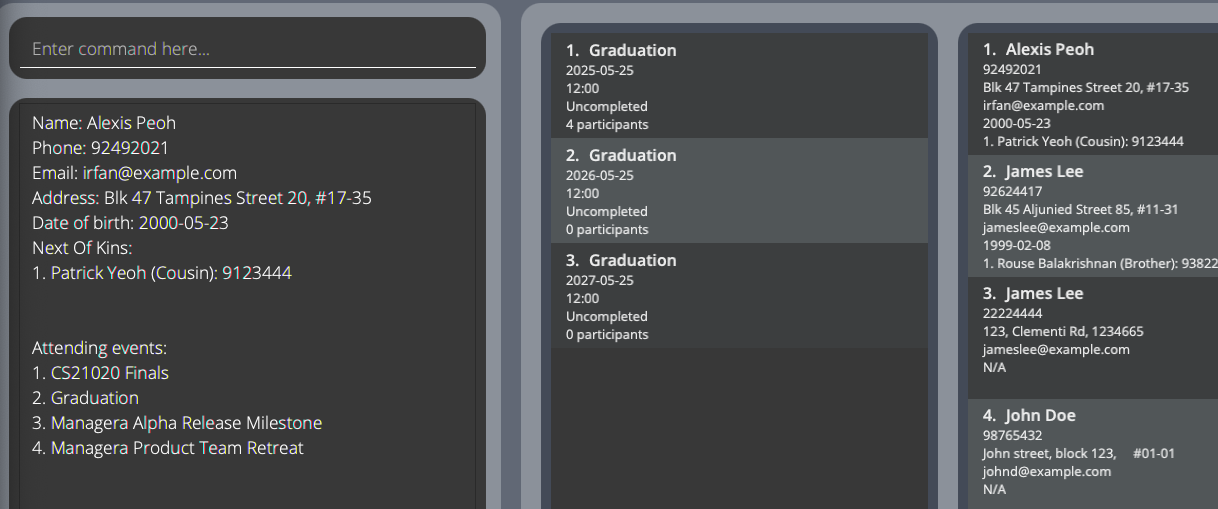 Enter command here...
Name: Alexis Peoh
Phone: 92492021
Email: irfan@example.com
Address: Blk 47 Tampines Street 20, #17-35
Date of birth: 2000-05-23
Next Of Kins:
1. Patrick Yeoh (Cousin): 9123444
Attending events:
1. CS21020 Finals
2. Graduation
3. Managera Alpha Release Milestone
4. Managera Product Team Retreat
1. Graduation
2025-05-25
12:00
Uncompleted
4 participants
2. Graduation
2026-05-25
12:00
Uncompleted
0 participants
3. Graduation
2027-05-25
12:00
Uncompleted
0 participants
1. Alexis Peoh
92492021
Blk 47 Tampines Street 20, #17-35
irfan@example.com
2000-05-23
1. Patrick Yeoh (Cousin): 9123444
2. James Lee
92624417
Blk 45 Aljunied Street 85, #11-31
jameslee@example.com
1999-02-08
1. Rouse Balakrishnan (Brother): 93822
3. James Lee
22224444
123, Clementi Rd, 1234665
jameslee@example.com
N/A
4. John Doe
98765432
John street, block 123, #01-01
johnd@example.com
N/A